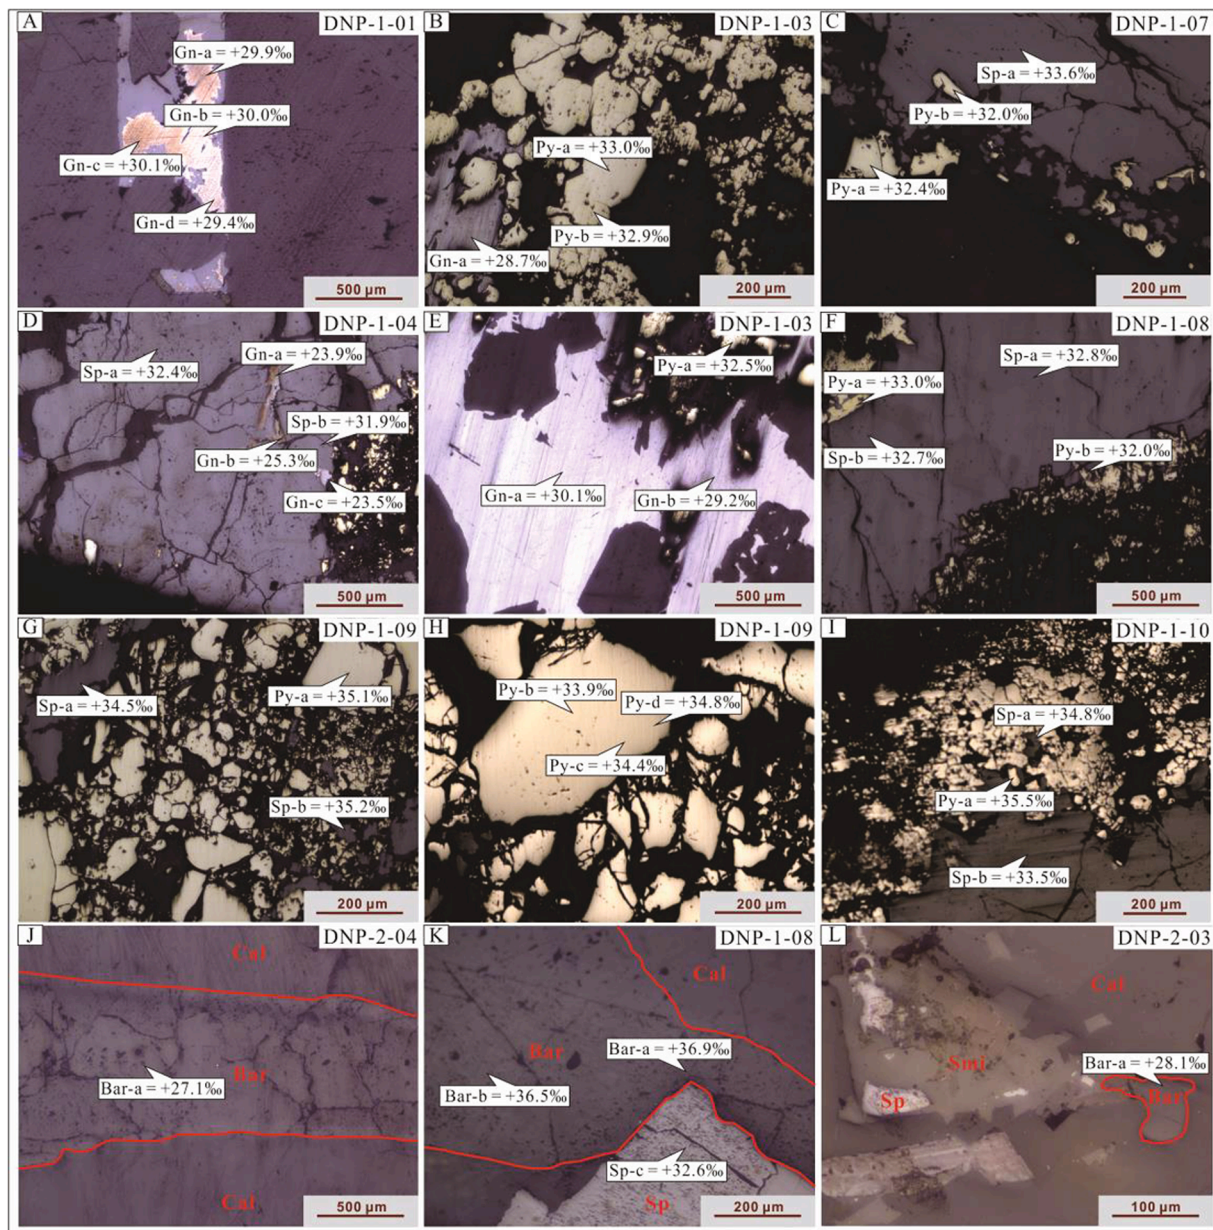 A DNP-1-01
Gn-a = +29.9‰
Gn-b = +30.0‰
Gn-c = +30.1‰
Gn-d = +29.4‰
500 μm
B DNP-1-03
Py-a = +33.0‰
Py-b = +32.9‰
Gn-a = +28.7‰
200 μm
C DNP-1-07
Sp-a = +33.6‰
Py-b = +32.0‰
Py-a = +32.4‰
200 μm
D DNP-1-04
Gn-a = +23.9‰
Sp-a = +32.4‰
Sp-b = +31.9‰
Gn-b = +25.3‰
Gn-c = +23.5‰
500 μm
E DNP-1-03
Py-a = +32.5‰
Gn-a = +30.1‰
Gn-b = +29.2‰
500 μm
F DNP-1-08
Sp-a = +32.8‰
Py-a = +33.0‰
Sp-b = +32.7‰
Py-b = +32.0‰
500 μm
G DNP-1-09
Py-a = +35.1‰
Sp-a = +34.5‰
Sp-b = +35.2‰
200 μm
H DNP-1-09
Py-b = +33.9‰
Py-d = +34.8‰
Py-c = +34.4‰
200 μm
I DNP-1-10
Sp-a = +34.8‰
Py-a = +35.5‰
Sp-b = +33.5‰
200 μm
J DNP-2-04
Cal
Bar-a = +27.1‰
Bar
Cal
500 μm
K DNP-1-08
Cal
Bar
Bar-a = +36.9‰
Bar-b = +36.5‰
Sp-c = +32.6‰
Sp
200 μm
L DNP-2-03
Cal
Smi
Bar-a = +28.1‰
Sp
Bar
100 μm